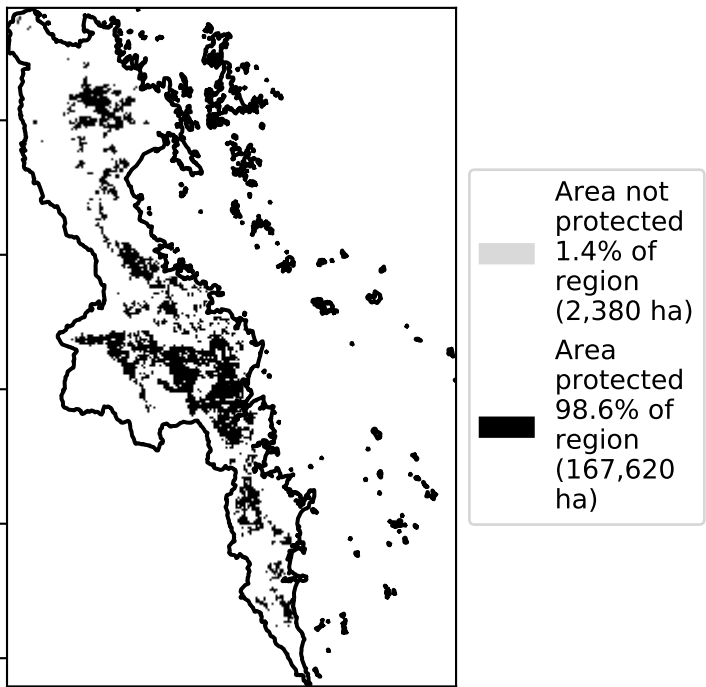 Area not
protected
1.4% of
region
(2,380 ha)
Area
protected
98.6% of
region
(167,620
ha)